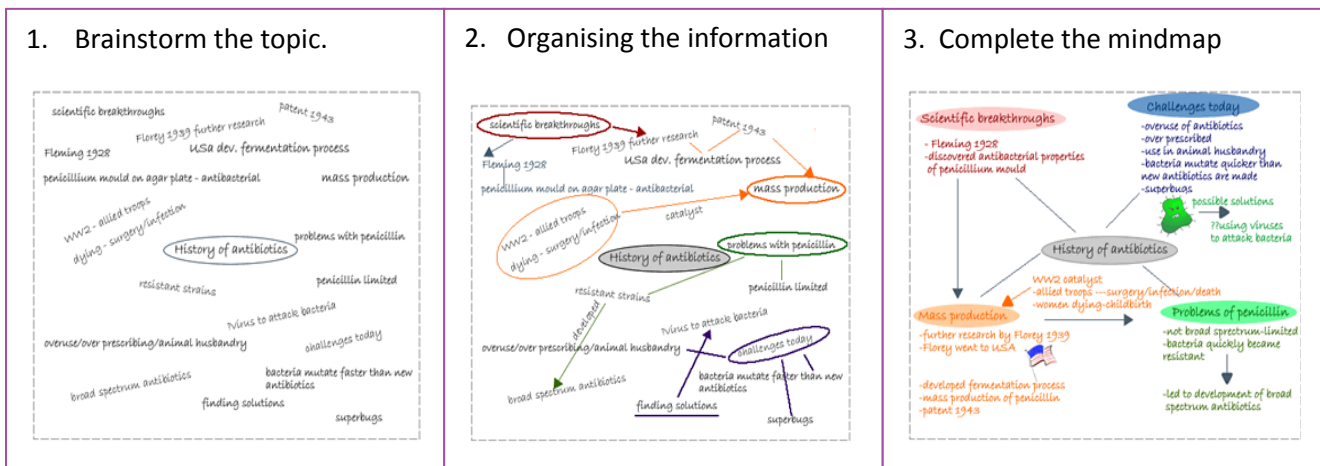 1. Brainstorm the topic.
scientific breakthroughs
patent 1943
Florey 1939 further research
Fleming 1928
USa dev. fermentation process
penicillium mould on agar plate - antibacterial
mass production
WW2 - allied troops
dying - surgery/infection
History of antibiotics
problems with penicillin
resistant strains
penicillin limited
?virus to attack bacteria
overuse/over prescribing/animal husbandry
challenges today
broad spectrum antibiotics
bacteria mutate faster than new
antibiotics
finding solutions
superbugs
2. Organising the information
scientific breakthroughs
patent 1943
Florey 1939 further research
Fleming 1928
USa dev. fermentation process
penicillium mould on agar plate - antibacterial
mass production
catalyst
WW2 - allied troops
dying - surgery/infection
problems with penicillin
History of antibiotics
penicillin limited
resistant strains
developed
?virus to attack bacteria
overuse/over prescribing/animal husbandry
challenges today
broad spectrum antibiotics
bacteria mutate faster than new
antibiotics
finding solutions
superbugs
3. Complete the mindmap
Scientific breakthroughs
- Fleming 1928
-discovered antibacterial properties
of penicillium mould
Challenges today
-overuse of antibiotics
-over prescribed
-use in animal husbandry
-bacteria mutate quicker than
new antibiotics are made
-superbugs
possible solutions
??using viruses
to attack bacteria
History of antibiotics
WW2 catalyst
-allied troops ---surgery/infection/death
-women dying-childbirth
Mass production
-further research by Florey 1939
-Florey went to USA
-developed fermentation process
-mass production of penicillin
-patent 1943
Problems of penicillin
-not broad sprectrum-limited
-bacteria quickly became
resistant
-led to development of broad
spectrum antibiotics